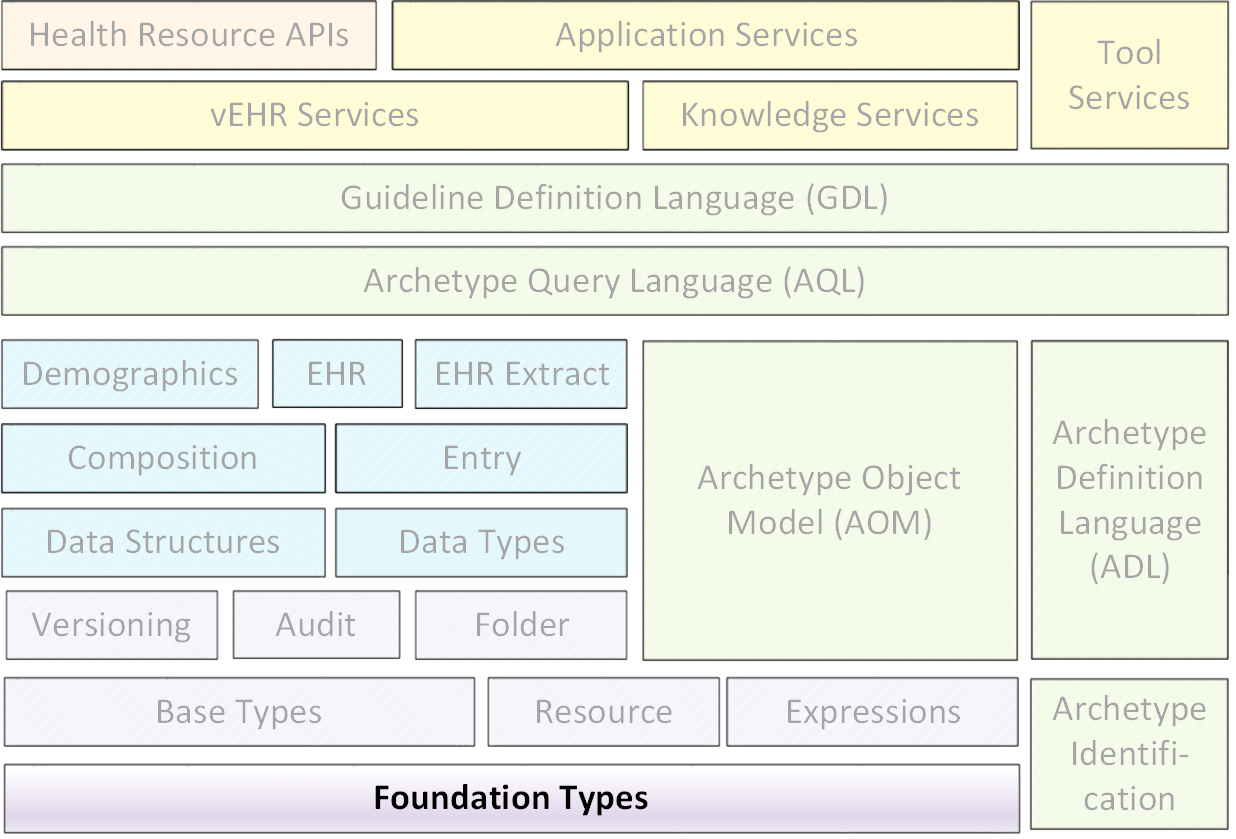 Health Resource APIs
Application Services
Tool
Services
vEHR Services
Knowledge Services
Guideline Definition Language (GDL)
Archetype Query Language (AQL)
Demographics
EHR
EHR Extract
Composition
Entry
Data Structures
Data Types
Versioning
Audit
Folder
Archetype Object
Model (AOM)
Archetype
Definition
Language
(ADL)
Base Types
Resource
Expressions
Archetype
Identifi-
cation
Foundation Types